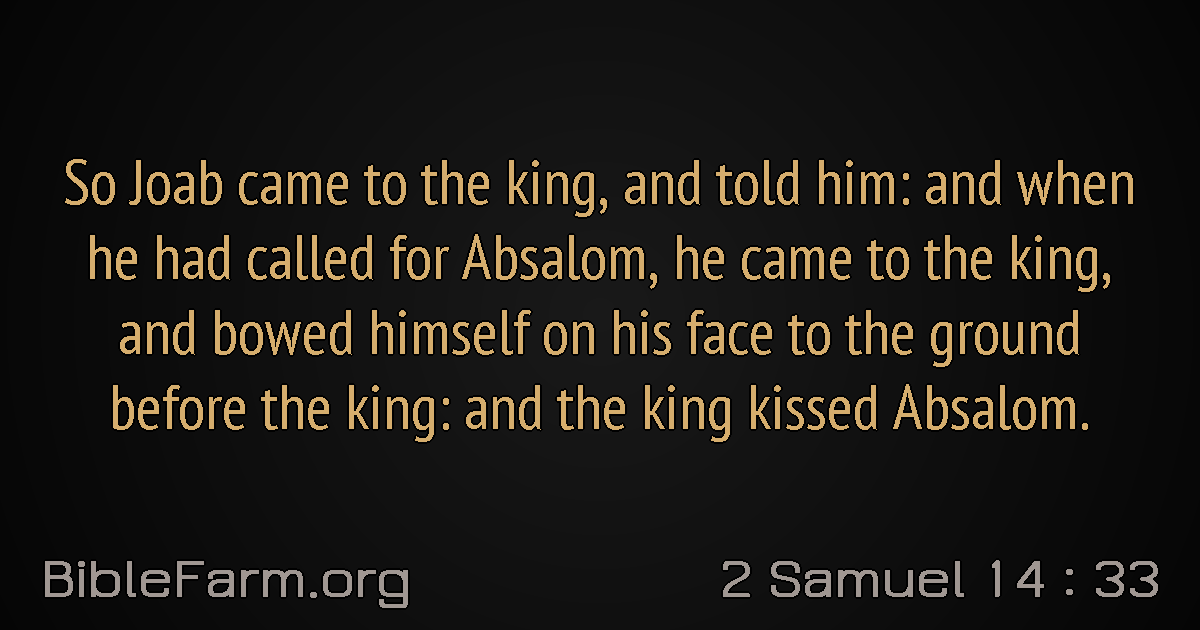 So Joab came to the king, and told him: and when
he had called for Absalom, he came to the king,
and bowed himself on his face to the ground
before the king: and the king kissed Absalom.
BibleFarm.org
2 Samuel 14 : 33